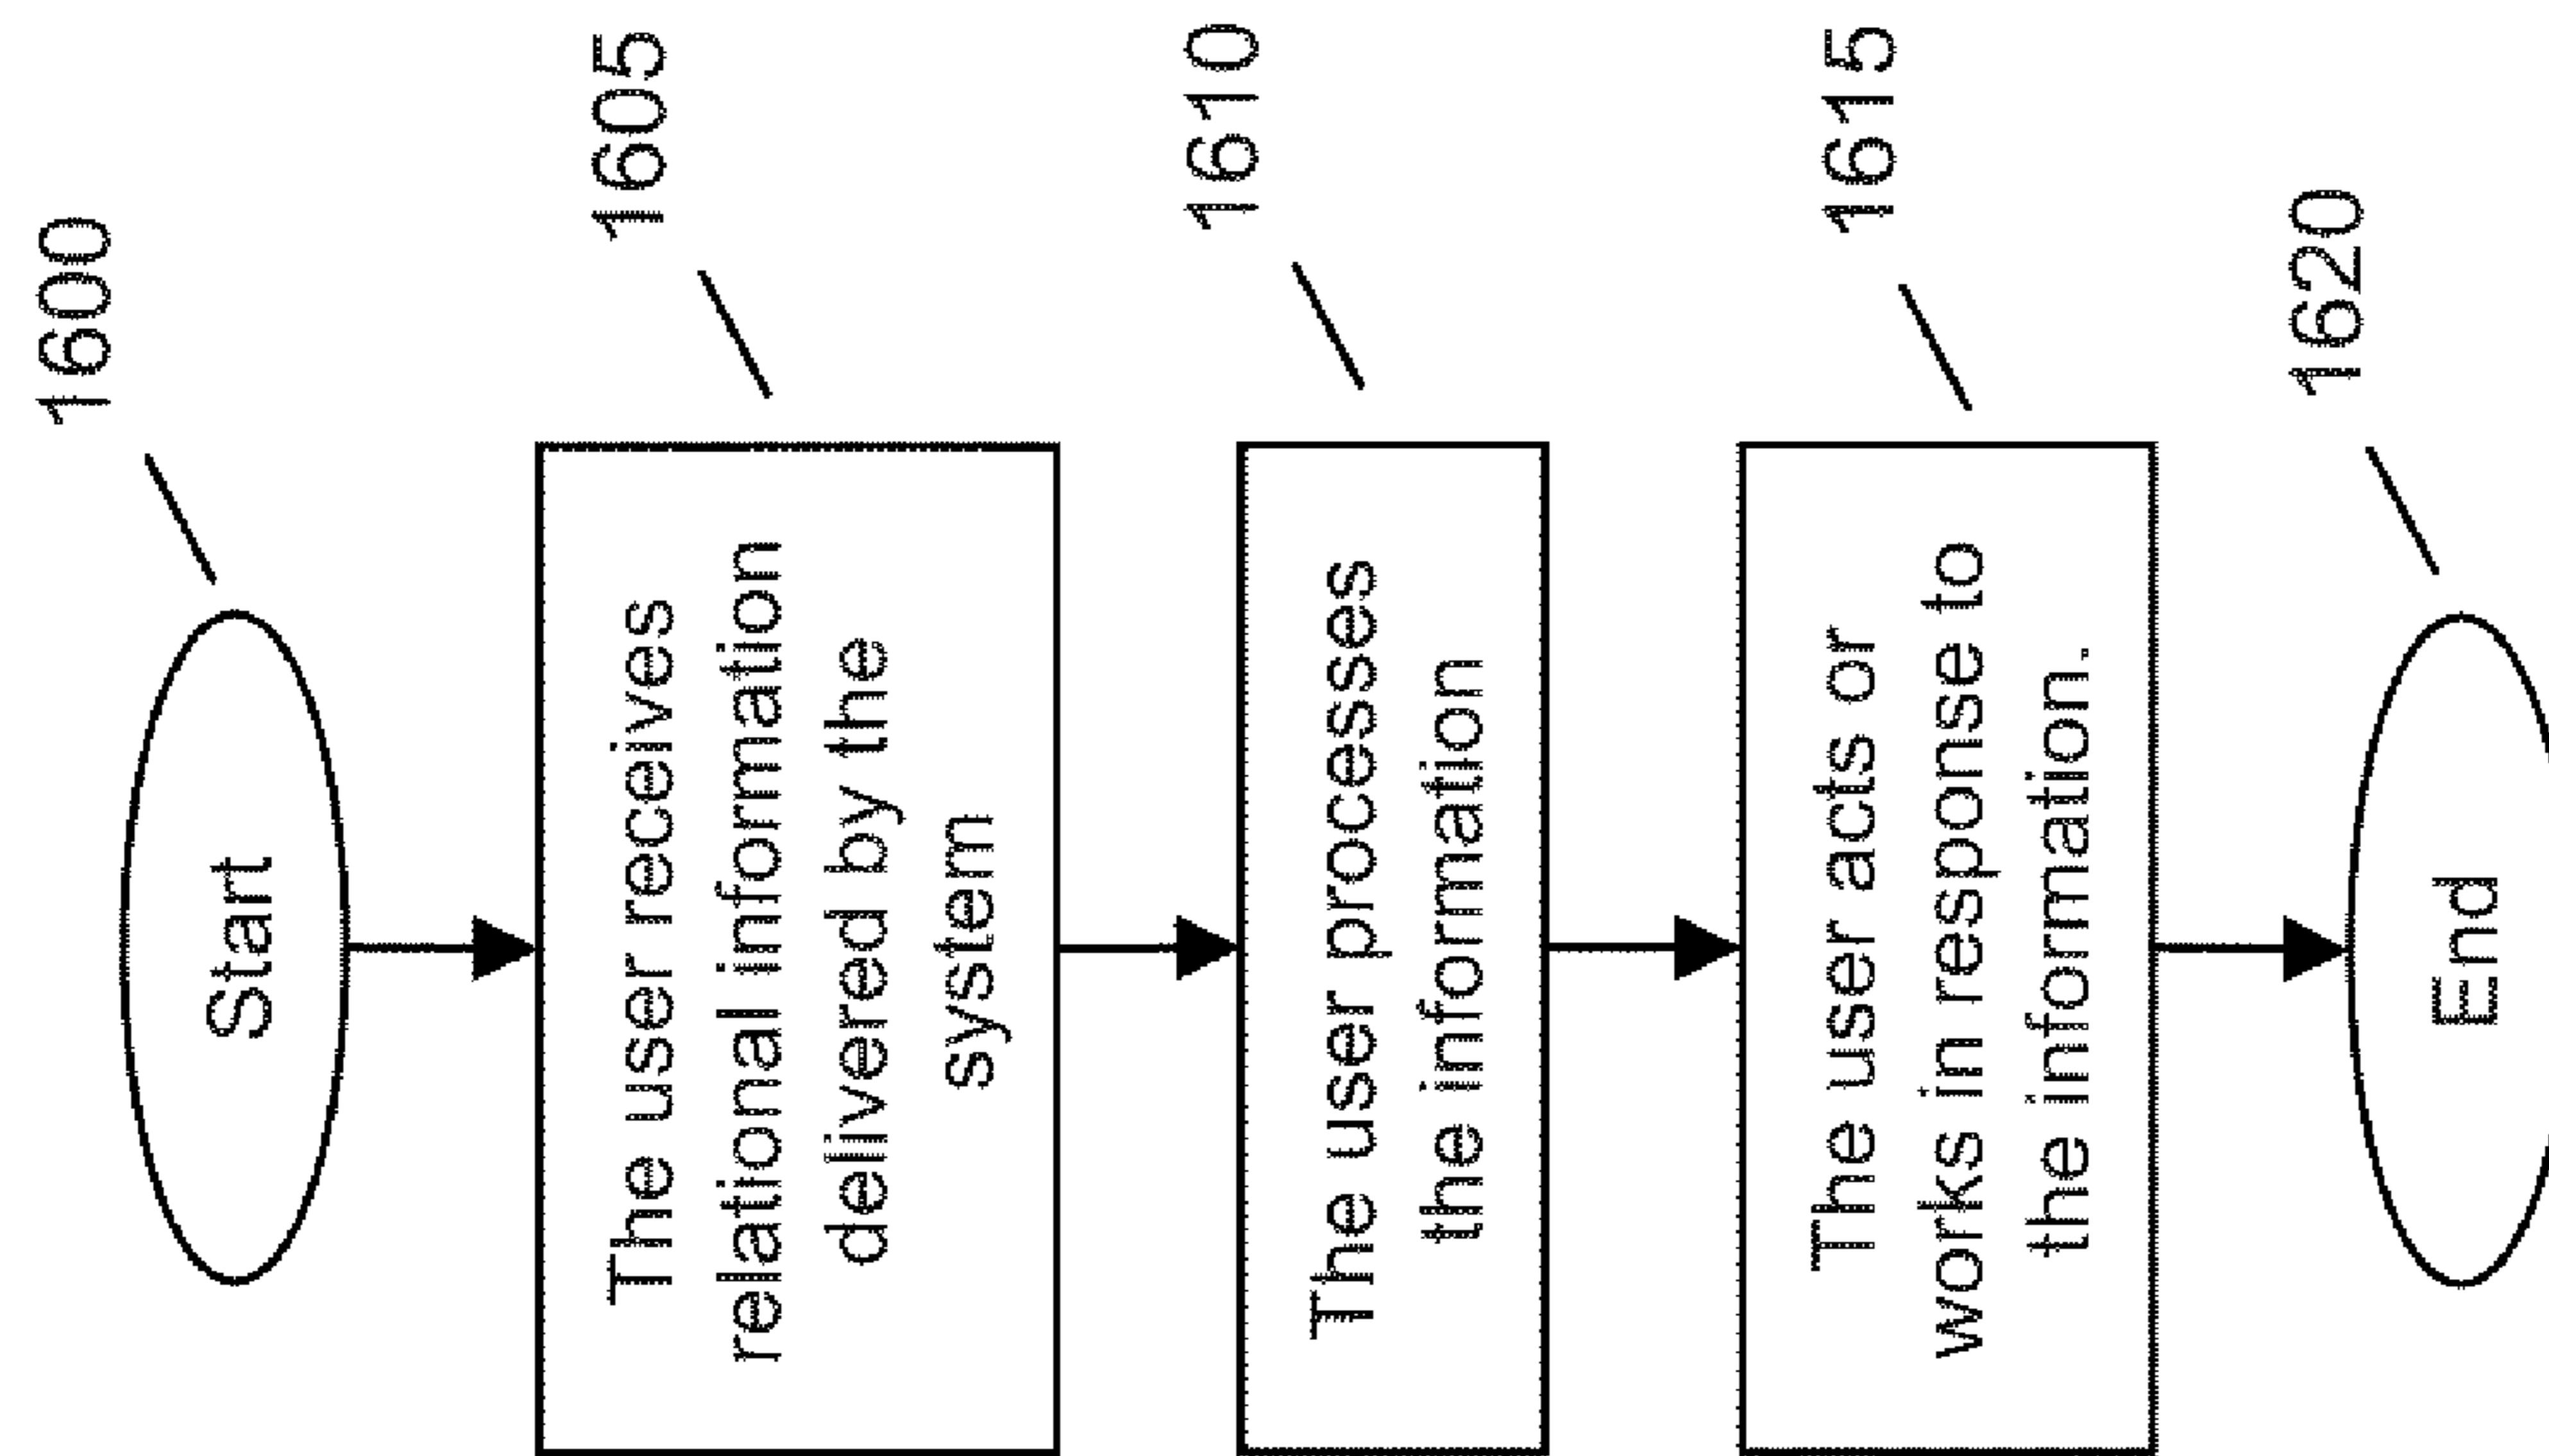 Start
1600
The user receives
relational information
delivered by the
system
1605
The user processes
the information
1610
The user acts or
works in response to
the information.
1615
End
1620